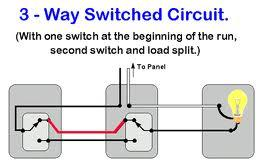 3 - Way Switched Circuit.
(With one switch at the beginning of the run,
second switch and load split.)
To Panel